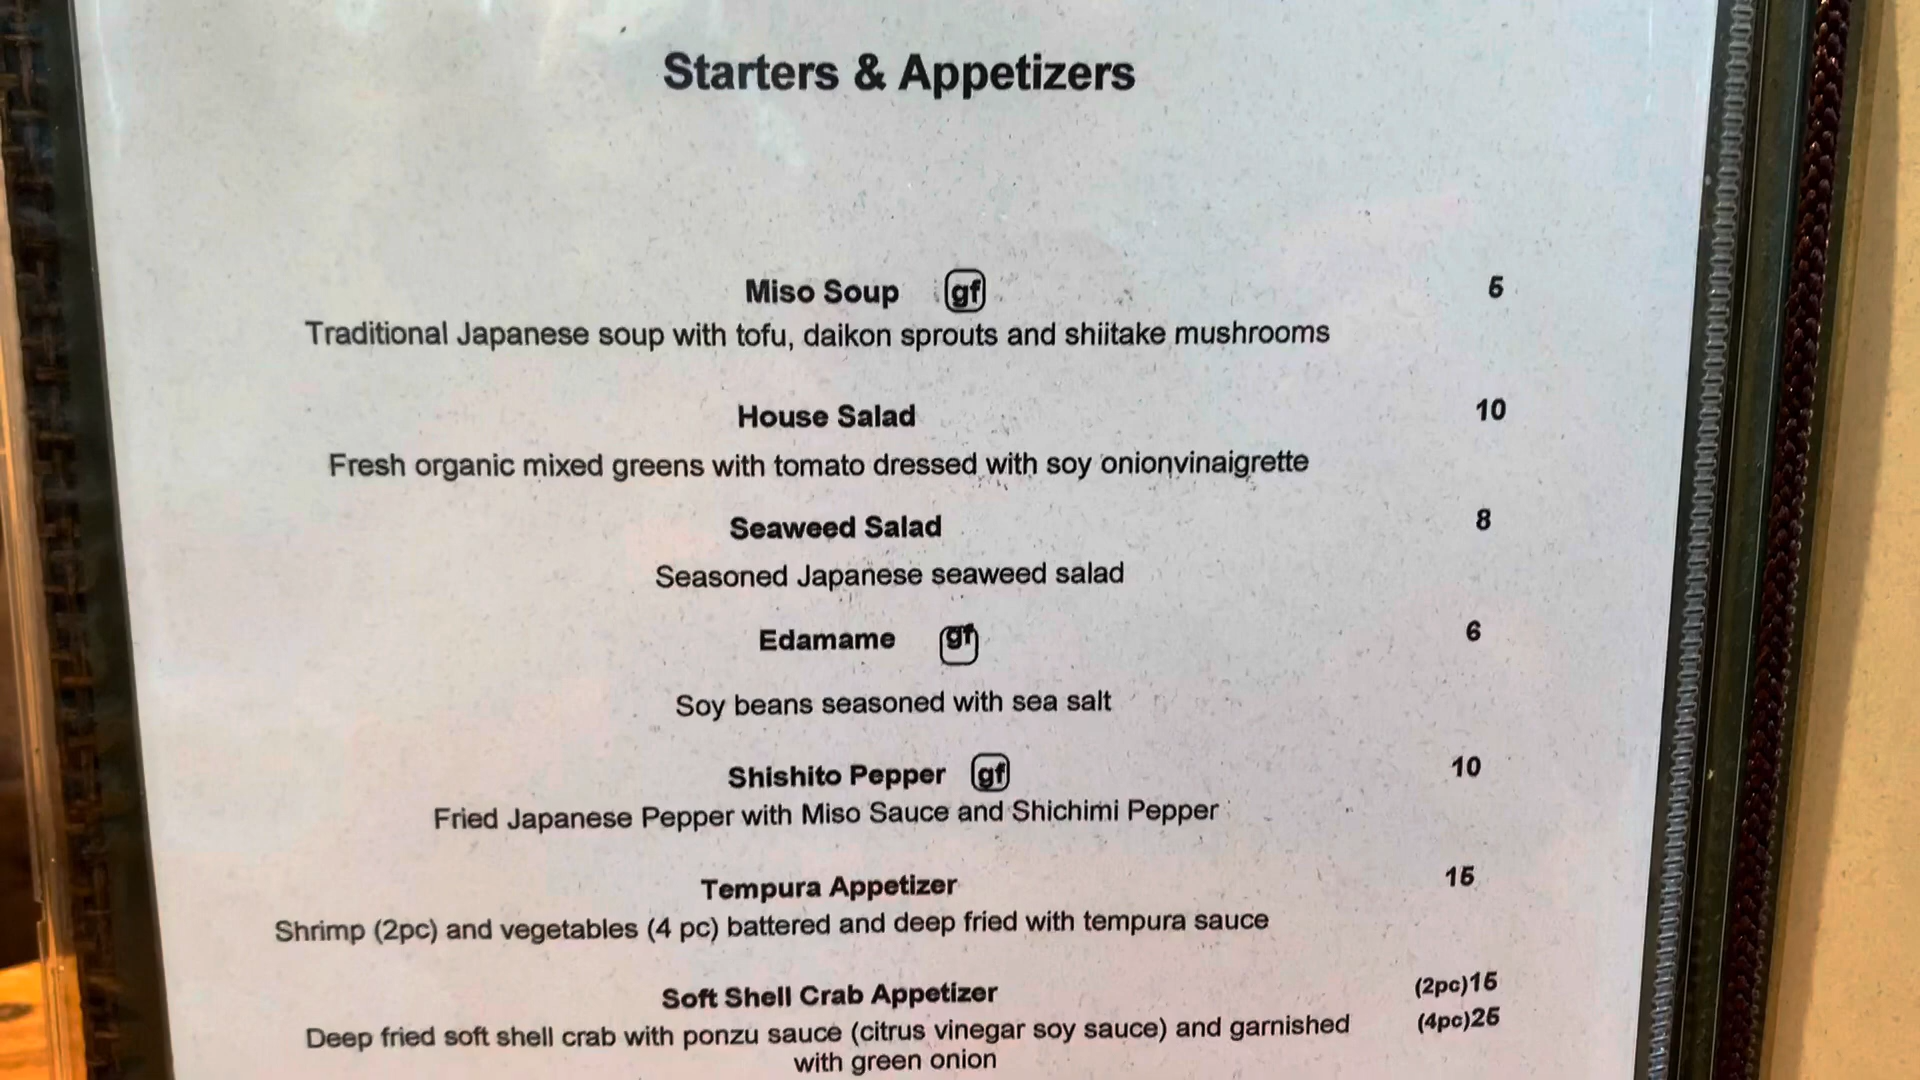 Starters & Appetizers
Miso Soup gf 5
Traditional Japanese soup with tofu, daikon sprouts and shiitake mushrooms
House Salad 10
Fresh organic mixed greens with tomato dressed with soy onionvinaigrette
Seaweed Salad 8
Seasoned Japanese seaweed salad
Edamame gf 6
Soy beans seasoned with sea salt
Shishito Pepper gf 10
Fried Japanese Pepper with Miso Sauce and Shichimi Pepper
Tempura Appetizer 15
Shrimp (2pc) and vegetables (4 pc) battered and deep fried with tempura sauce
Soft Shell Crab Appetizer (2pc)15
Deep fried soft shell crab with ponzu sauce (citrus vinegar soy sauce) and garnished (4pc)25
with green onion